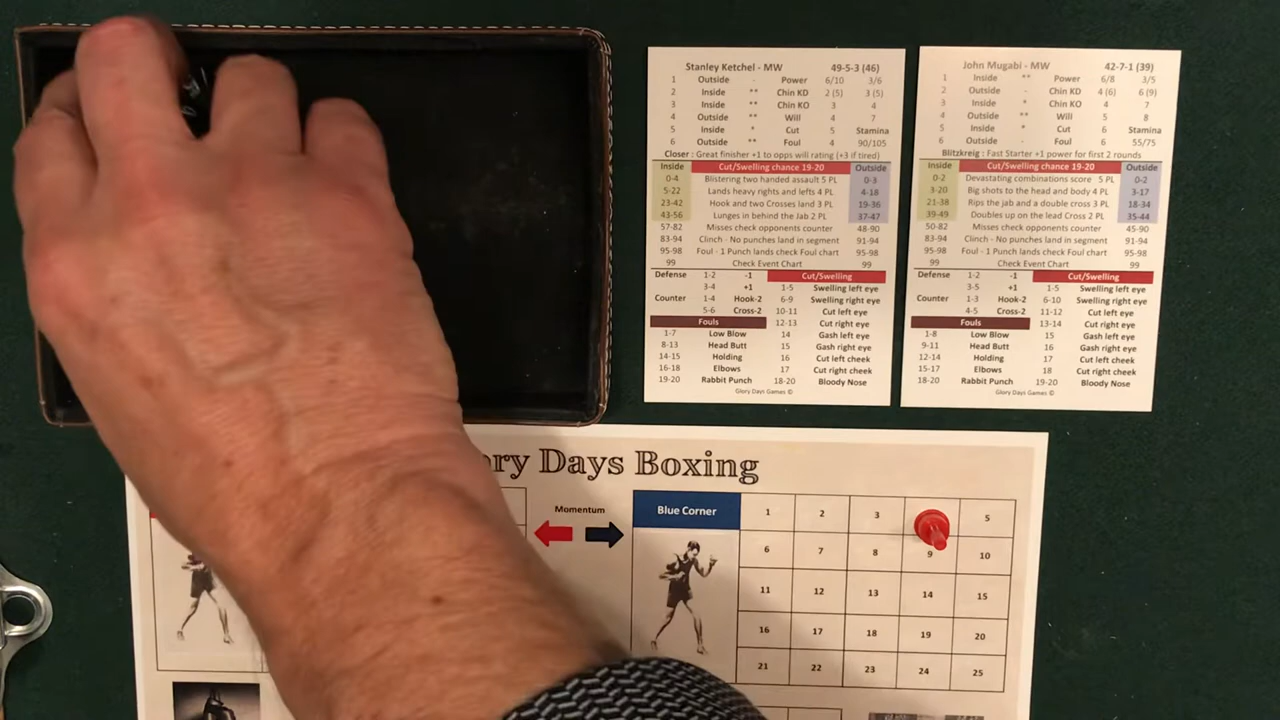 Stanley Ketchel - MW 49-5-3 (46)
1 Outside - Power 6/10 3/6
2 Inside ** Chin KD 2 (5) 3 (5)
3 Inside ** Chin KO 3 4
4 Outside ** Will 4 7
5 Inside * Cut 5 Stamina
6 Outside ** Foul 4 90/105
Closer : Great finisher +1 to opps will rating (+3 if tired)
Inside Cut/Swelling chance 19-20 Outside
0-4 Blistering two handed assault 5 PL 0-3
5-22 Lands heavy rights and lefts 4 PL 4-18
23-42 Hook and two Crosses land 3 PL 19-36
43-56 Lunges in behind the Jab 2 PL 37-47
57-82 Misses check opponents counter 48-90
83-94 Clinch - No punches land in segment 91-94
95-98 Foul - 1 Punch lands check Foul chart 95-98
99 Check Event Chart 99
Defense 1-2 -1 Cut/Swelling
3-4 +1 1-5 Swelling left eye
Counter 1-4 Hook-2 6-9 Swelling right eye
5-6 Cross-2 10-11 Cut left eye
Fouls 12-13 Cut right eye
1-7 Low Blow 14 Gash left eye
8-13 Head Butt 15 Gash right eye
14-15 Holding 16 Cut left cheek
16-18 Elbows 17 Cut right cheek
19-20 Rabbit Punch 18-20 Bloody Nose
Glory Days Games ©
John Mugabi - MW 42-7-1 (39)
1 Inside ** Power 6/8 3/5
2 Outside - Chin KD 4 (6) 6 (9)
3 Inside * Chin KO 4 7
4 Outside ** Will 5 8
5 Inside * Cut 6 Stamina
6 Outside - Foul 6 55/75
Blitzkreig : Fast Starter +1 power for first 2 rounds
Inside Cut/Swelling chance 19-20 Outside
0-2 Devastating combinations score 5 PL 0-2
3-20 Big shots to the head and body 4 PL 3-17
21-38 Rips the jab and a double cross 3 PL 18-34
39-49 Doubles up on the lead Cross 2 PL 35-44
50-82 Misses check opponents counter 45-90
83-94 Clinch - No punches land in segment 91-94
95-98 Foul - 1 Punch lands check Foul chart 95-98
99 Check Event Chart 99
Defense 1-2 -1 Cut/Swelling
3-5 +1 1-5 Swelling left eye
Counter 1-3 Hook-2 6-10 Swelling right eye
4-5 Cross-2 11-12 Cut left eye
Fouls 13-14 Cut right eye
1-8 Low Blow 15 Gash left eye
9-11 Head Butt 16 Gash right eye
12-14 Holding 17 Cut left cheek
15-17 Elbows 18 Cut right cheek
18-20 Rabbit Punch 19-20 Bloody Nose
Glory Days Games ©
ory Days Boxing
Momentum
Blue Corner
1 2 3 5
6 7 8 9 10
11 12 13 14 15
16 17 18 19 20
21 22 23 24 25